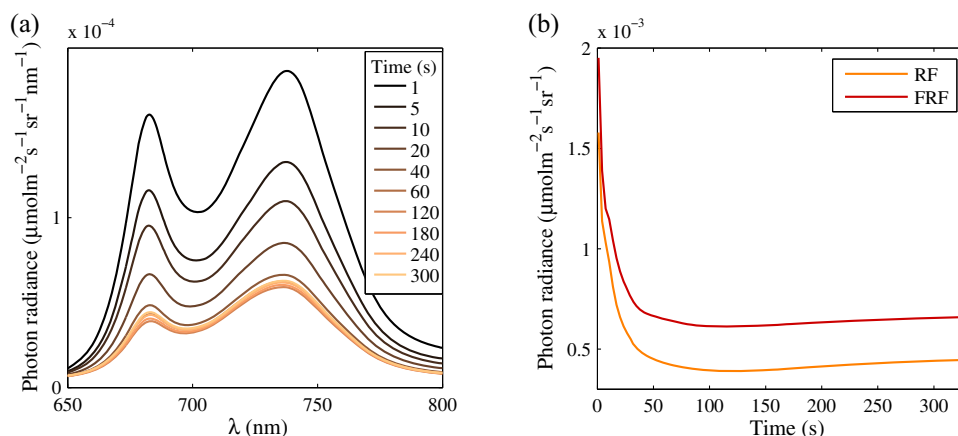 (a)
x 10⁻⁴
Photon radiance (μmolm⁻²s⁻¹sr⁻¹nm⁻¹)
1
0
650 700 750 800
λ (nm)
Time (s)
1
5
10
20
40
60
120
180
240
300
(b)
x 10⁻³
Photon radiance (μmolm⁻²s⁻¹sr⁻¹)
2
1.5
1
0.5
0 50 100 150 200 250 300
Time (s)
RF
FRF